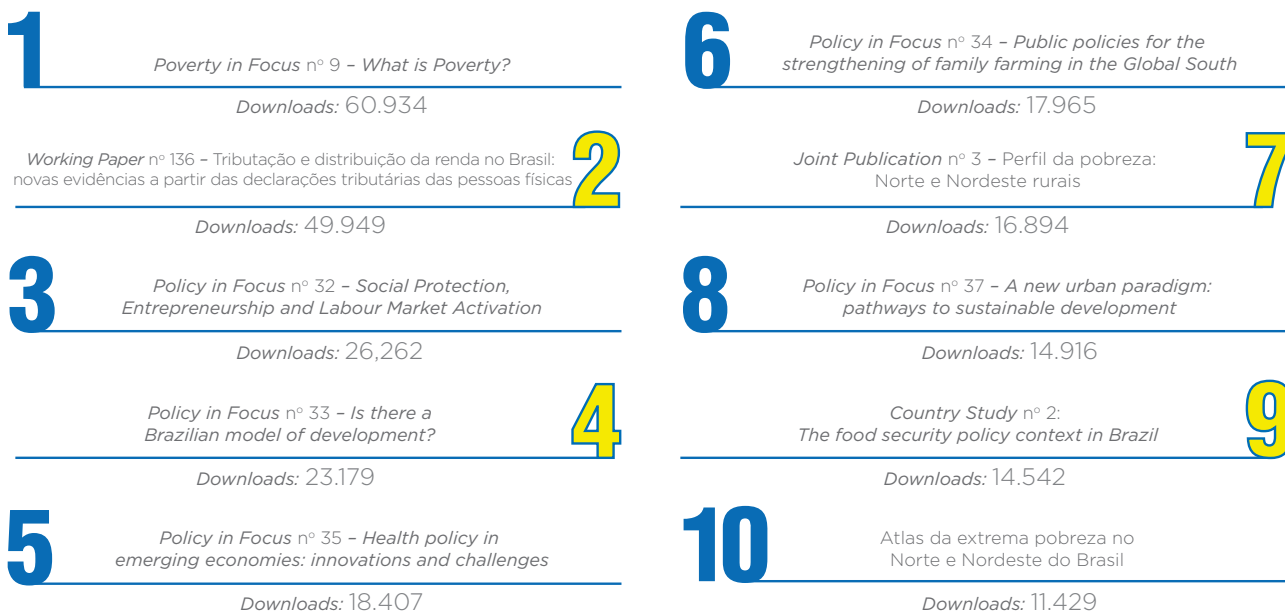 1
Poverty in Focus nº 9 – What is Poverty?
Downloads: 60.934
Working Paper nº 136 – Tributação e distribuição da renda no Brasil:
novas evidências a partir das declarações tributárias das pessoas físicas
2
Downloads: 49.949
3
Policy in Focus nº 32 – Social Protection,
Entrepreneurship and Labour Market Activation
Downloads: 26,262
Policy in Focus nº 33 – Is there a
Brazilian model of development?
4
Downloads: 23.179
5
Policy in Focus nº 35 – Health policy in
emerging economies: innovations and challenges
Downloads: 18.407
6
Policy in Focus nº 34 – Public policies for the
strengthening of family farming in the Global South
Downloads: 17.965
Joint Publication nº 3 – Perfil da pobreza:
Norte e Nordeste rurais
7
Downloads: 16.894
8
Policy in Focus nº 37 – A new urban paradigm:
pathways to sustainable development
Downloads: 14.916
Country Study nº 2:
The food security policy context in Brazil
9
Downloads: 14.542
10
Atlas da extrema pobreza no
Norte e Nordeste do Brasil
Downloads: 11.429